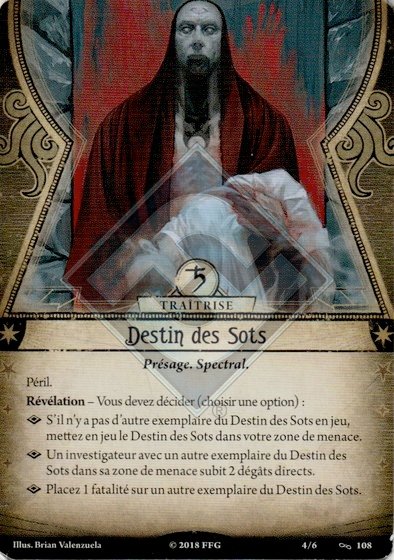 TRAÎTRISE
Destin des Sots
Présage. Spectral.
Péril.
Révélation – Vous devez décider (choisir une option) :
S'il n'y a pas d'autre exemplaire du Destin des Sots en jeu,
mettez en jeu le Destin des Sots dans votre zone de menace.
Un investigateur avec un autre exemplaire du Destin des
Sots dans sa zone de menace subit 2 dégâts directs.
Placez 1 fatalité sur un autre exemplaire du Destin des Sots.
Illus. Brian Valenzuela © 2018 FFG 4/6 108